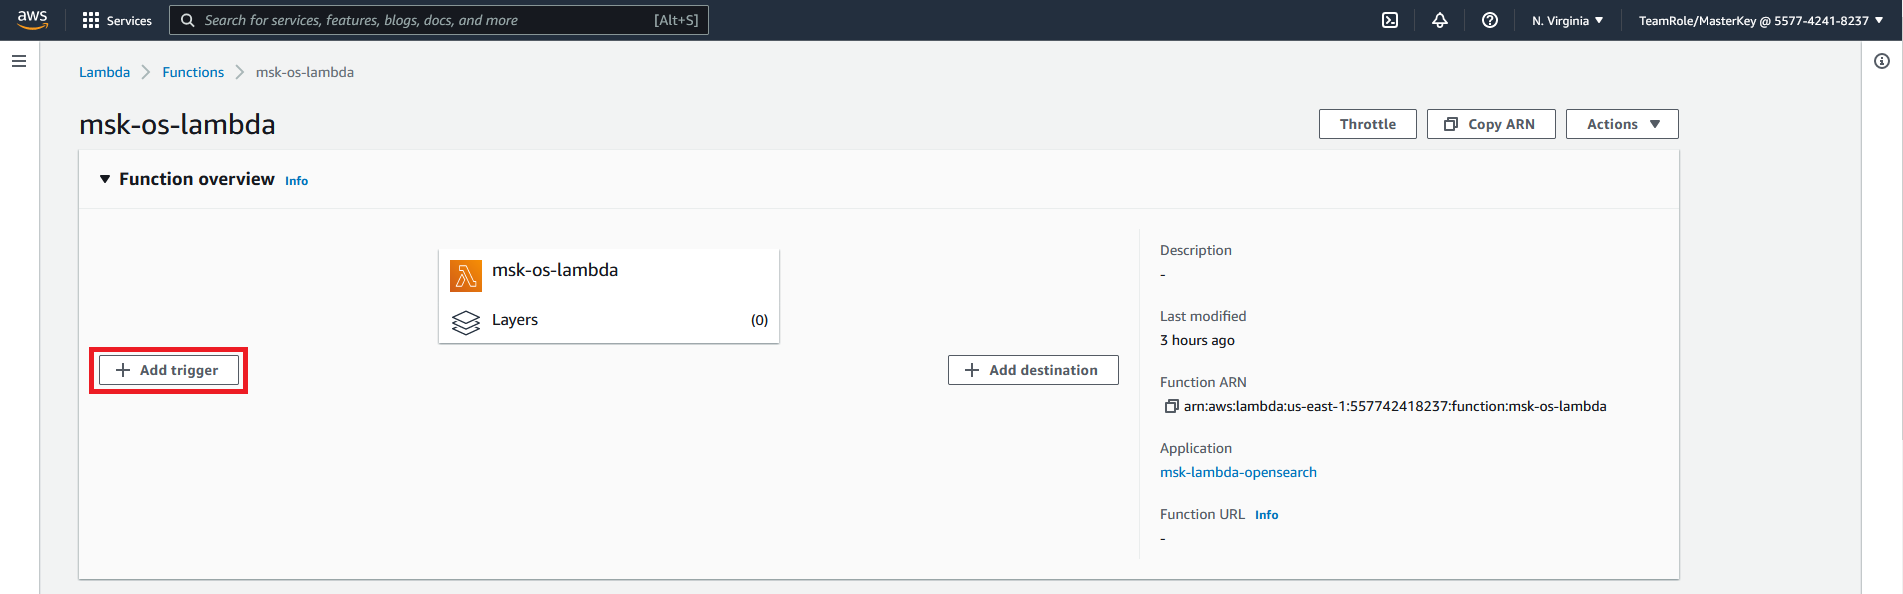 aws Services Search for services, features, blogs, docs, and more [Alt+S] N. Virginia TeamRole/MasterKey @ 5577-4241-8237
Lambda Functions msk-os-lambda
msk-os-lambda
Throttle Copy ARN Actions
Function overview Info
msk-os-lambda
Layers (0)
+ Add trigger
+ Add destination
Description
-
Last modified
3 hours ago
Function ARN
arn:aws:lambda:us-east-1:557742418237:function:msk-os-lambda
Application
msk-lambda-opensearch
Function URL Info
-